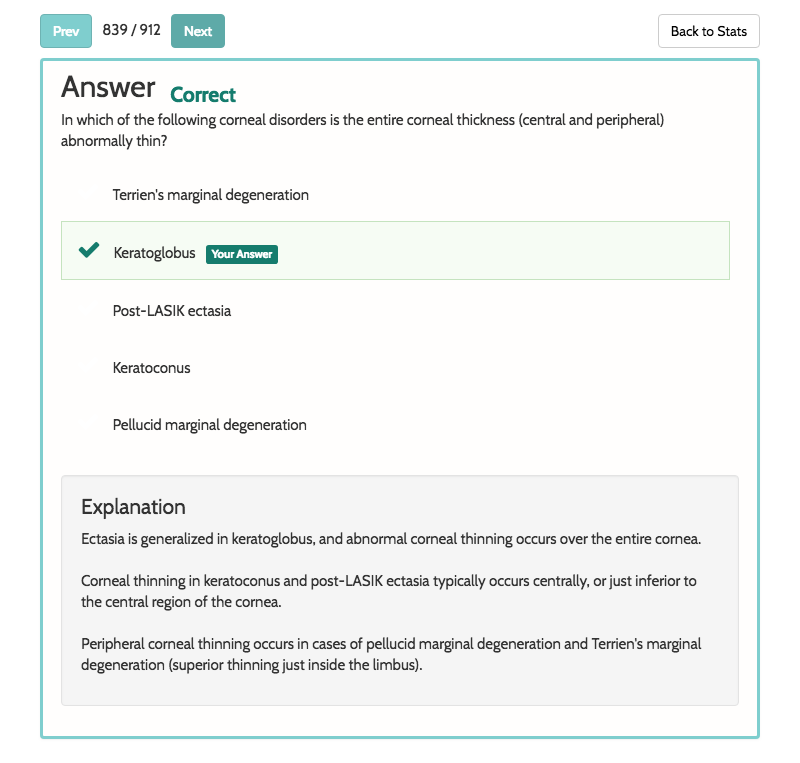 Prev 839 / 912 Next Back to Stats
Answer Correct
In which of the following corneal disorders is the entire corneal thickness (central and peripheral)
abnormally thin?
Terrien's marginal degeneration
Keratoglobus Your Answer
Post-LASIK ectasia
Keratoconus
Pellucid marginal degeneration
Explanation
Ectasia is generalized in keratoglobus, and abnormal corneal thinning occurs over the entire cornea.
Corneal thinning in keratoconus and post-LASIK ectasia typically occurs centrally, or just inferior to
the central region of the cornea.
Peripheral corneal thinning occurs in cases of pellucid marginal degeneration and Terrien's marginal
degeneration (superior thinning just inside the limbus).